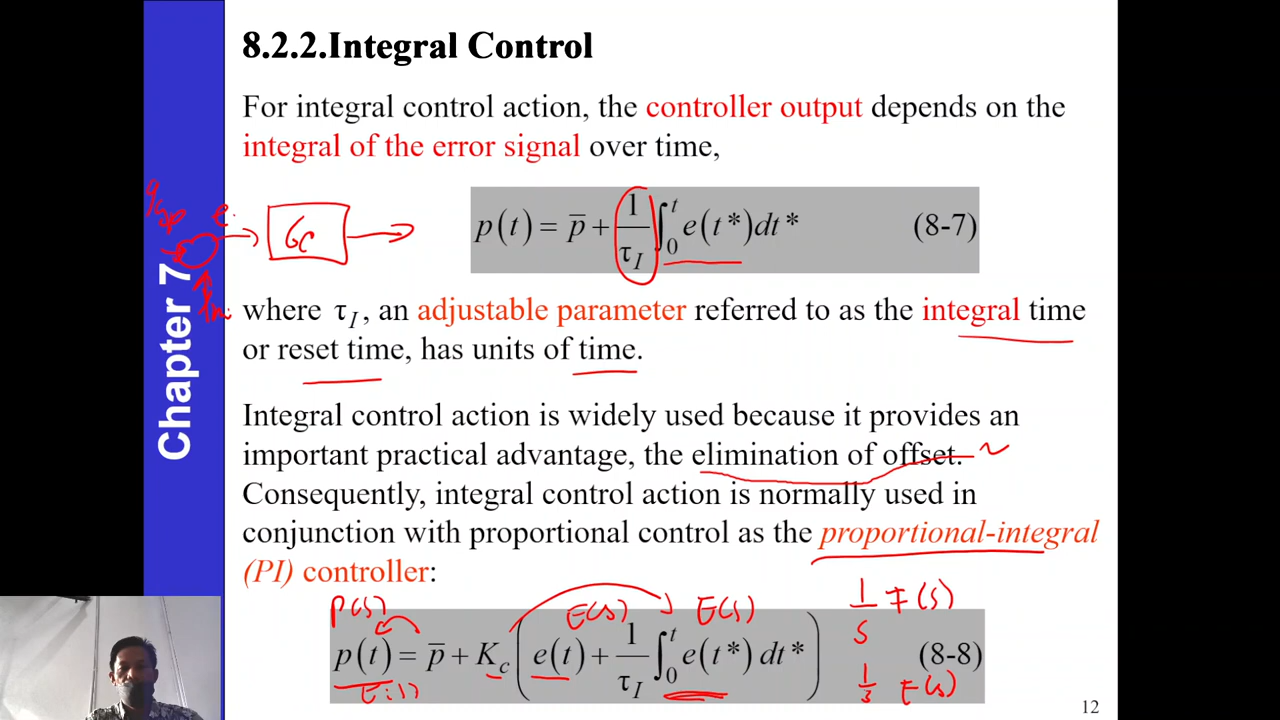 8.2.2.Integral Control
For integral control action, the controller output depends on the
integral of the error signal over time,
Gc
p(t) = p̅ + 1/τI ∫₀ᵗ e(t*)dt* (8-7)
where τI, an adjustable parameter referred to as the integral time
or reset time, has units of time.
Integral control action is widely used because it provides an
important practical advantage, the elimination of offset.
Consequently, integral control action is normally used in
conjunction with proportional control as the proportional-integral
(PI) controller:
P(s) E(s) E(s) 1/s F(s)
p(t) = p̅ + Kc ( e(t) + 1/τI ∫₀ᵗ e(t*) dt* ) (8-8)
1/s E(s)
12
Chapter 7